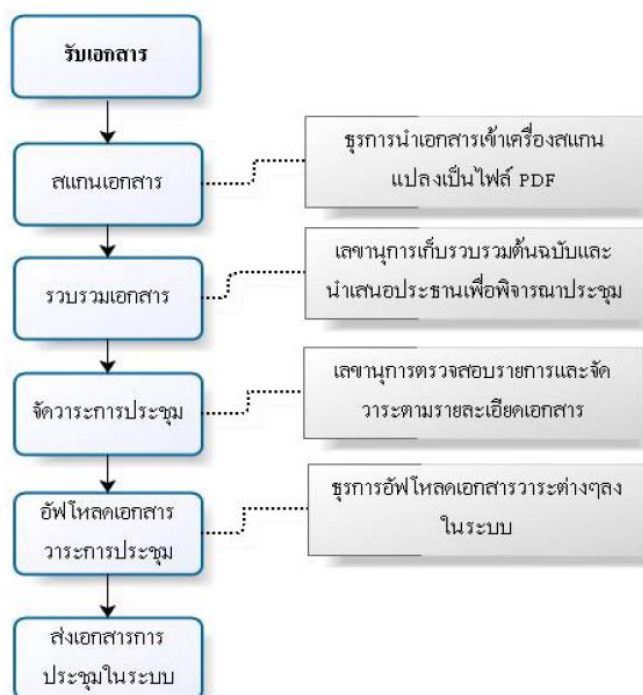 รับเอกสาร
สแกนเอกสาร
ธุรการนำเอกสารเข้าเครื่องสแกน
แปลงเป็นไฟล์ PDF
รวบรวมเอกสาร
เลขานุการเก็บรวบรวมต้นฉบับและ
นำเสนอประธานเพื่อพิจารณาประชุม
จัดวาระการประชุม
เลขานุการตรวจสอบรายการและจัด
วาระตามรายละเอียดเอกสาร
อัฟโหลดเอกสาร
วาระการประชุม
ธุรการอัฟโหลดเอกสารวาระต่างๆลง
ในระบบ
ส่งเอกสารการ
ประชุมในระบบ